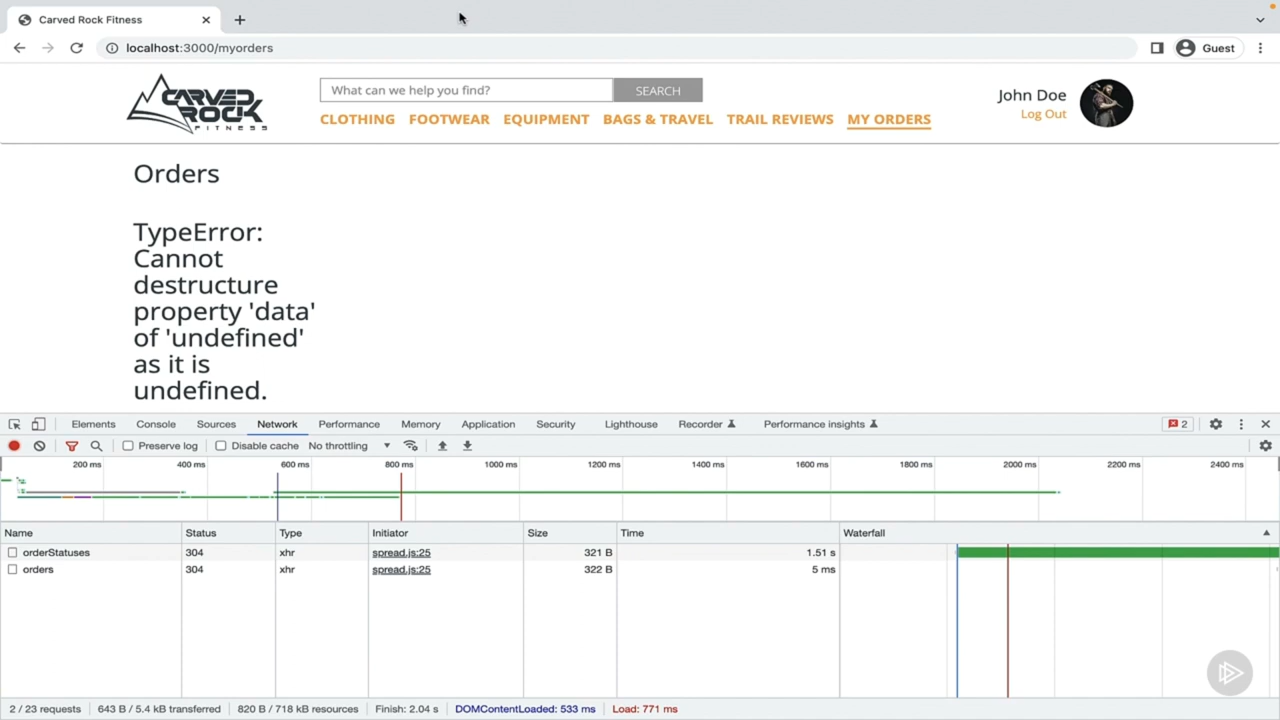 Carved Rock Fitness
localhost:3000/myorders
Guest
CARVED
ROCK
FITNESS
What can we help you find?
SEARCH
John Doe
Log Out
CLOTHING FOOTWEAR EQUIPMENT BAGS & TRAVEL TRAIL REVIEWS MY ORDERS
Orders
TypeError:
Cannot
destructure
property 'data'
of 'undefined'
as it is
undefined.
Elements Console Sources Network Performance Memory Application Security Lighthouse Recorder Performance insights 2
Preserve log Disable cache No throttling
200 ms 400 ms 600 ms 800 ms 1000 ms 1200 ms 1400 ms 1600 ms 1800 ms 2000 ms 2200 ms 2400 ms
Name Status Type Initiator Size Time Waterfall
orderStatuses 304 xhr spread.js:25 321 B 1.51 s
orders 304 xhr spread.js:25 322 B 5 ms
2 / 23 requests 643 B / 5.4 kB transferred 820 B / 718 kB resources Finish: 2.04 s DOMContentLoaded: 533 ms Load: 771 ms